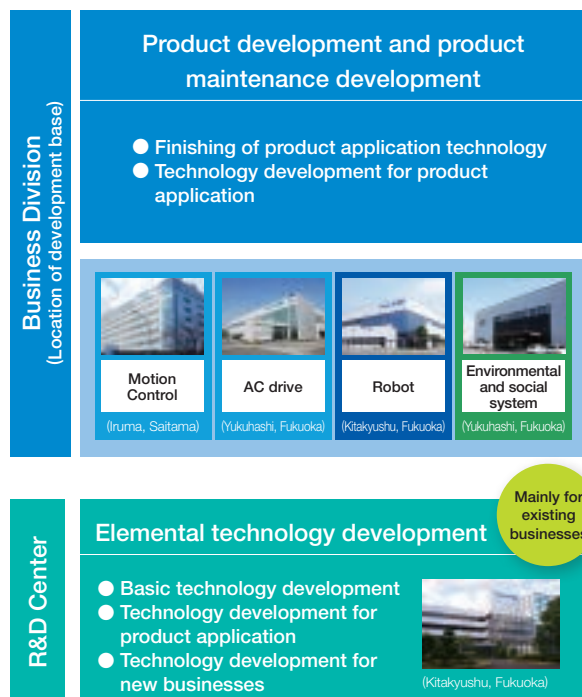 Business Division
(Location of development base)
Product development and product
maintenance development
● Finishing of product application technology
● Technology development for product
application
Motion
Control
(Iruma, Saitama)
AC drive
(Yukuhashi, Fukuoka)
Robot
(Kitakyushu, Fukuoka)
Environmental
and social
system
(Yukuhashi, Fukuoka)
R&D Center
Elemental technology development
Mainly for
existing
businesses
● Basic technology development
● Technology development for
product application
● Technology development for
new businesses
(Kitakyushu, Fukuoka)